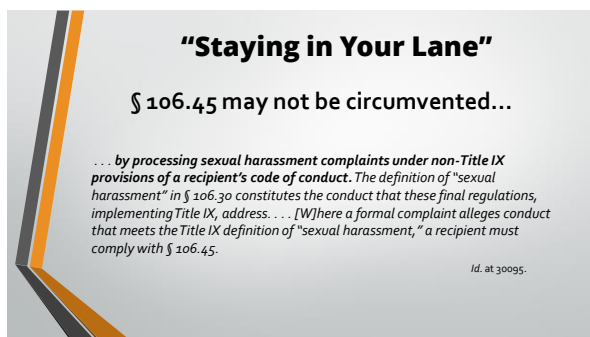 “Staying in Your Lane”
§ 106.45 may not be circumvented…
. . . by processing sexual harassment complaints under non-Title IX
provisions of a recipient’s code of conduct. The definition of “sexual
harassment” in § 106.30 constitutes the conduct that these final regulations,
implementing Title IX, address. . . . [W]here a formal complaint alleges conduct
that meets the Title IX definition of “sexual harassment,” a recipient must
comply with § 106.45.
Id. at 30095.